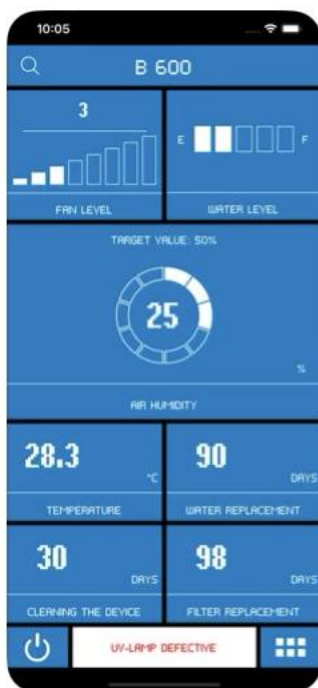 10:05
B 600
3
E F
FAN LEVEL
WATER LEVEL
TARGET VALUE: 50%
25
%
AIR HUMIDITY
28.3
°C
TEMPERATURE
90
DAYS
WATER REPLACEMENT
30
DAYS
CLEANING THE DEVICE
98
DAYS
FILTER REPLACEMENT
UV-LAMP DEFECTIVE